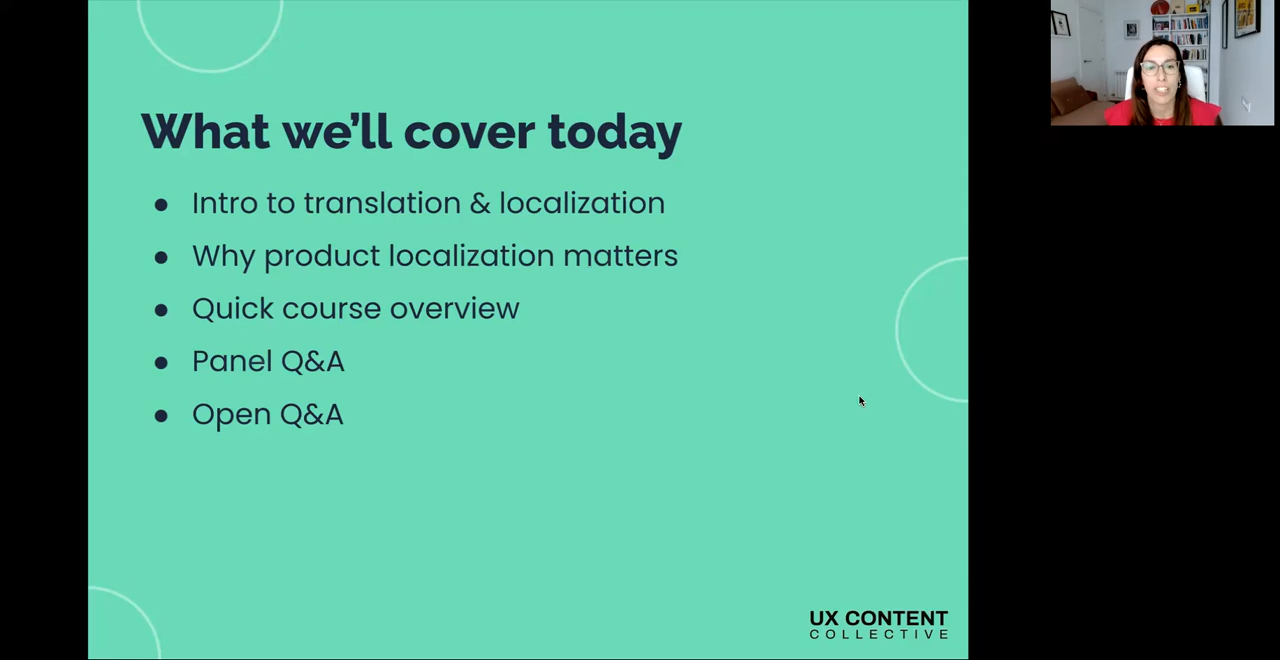 What we’ll cover today
● Intro to translation & localization
● Why product localization matters
● Quick course overview
● Panel Q&A
● Open Q&A
UX CONTENT
COLLECTIVE